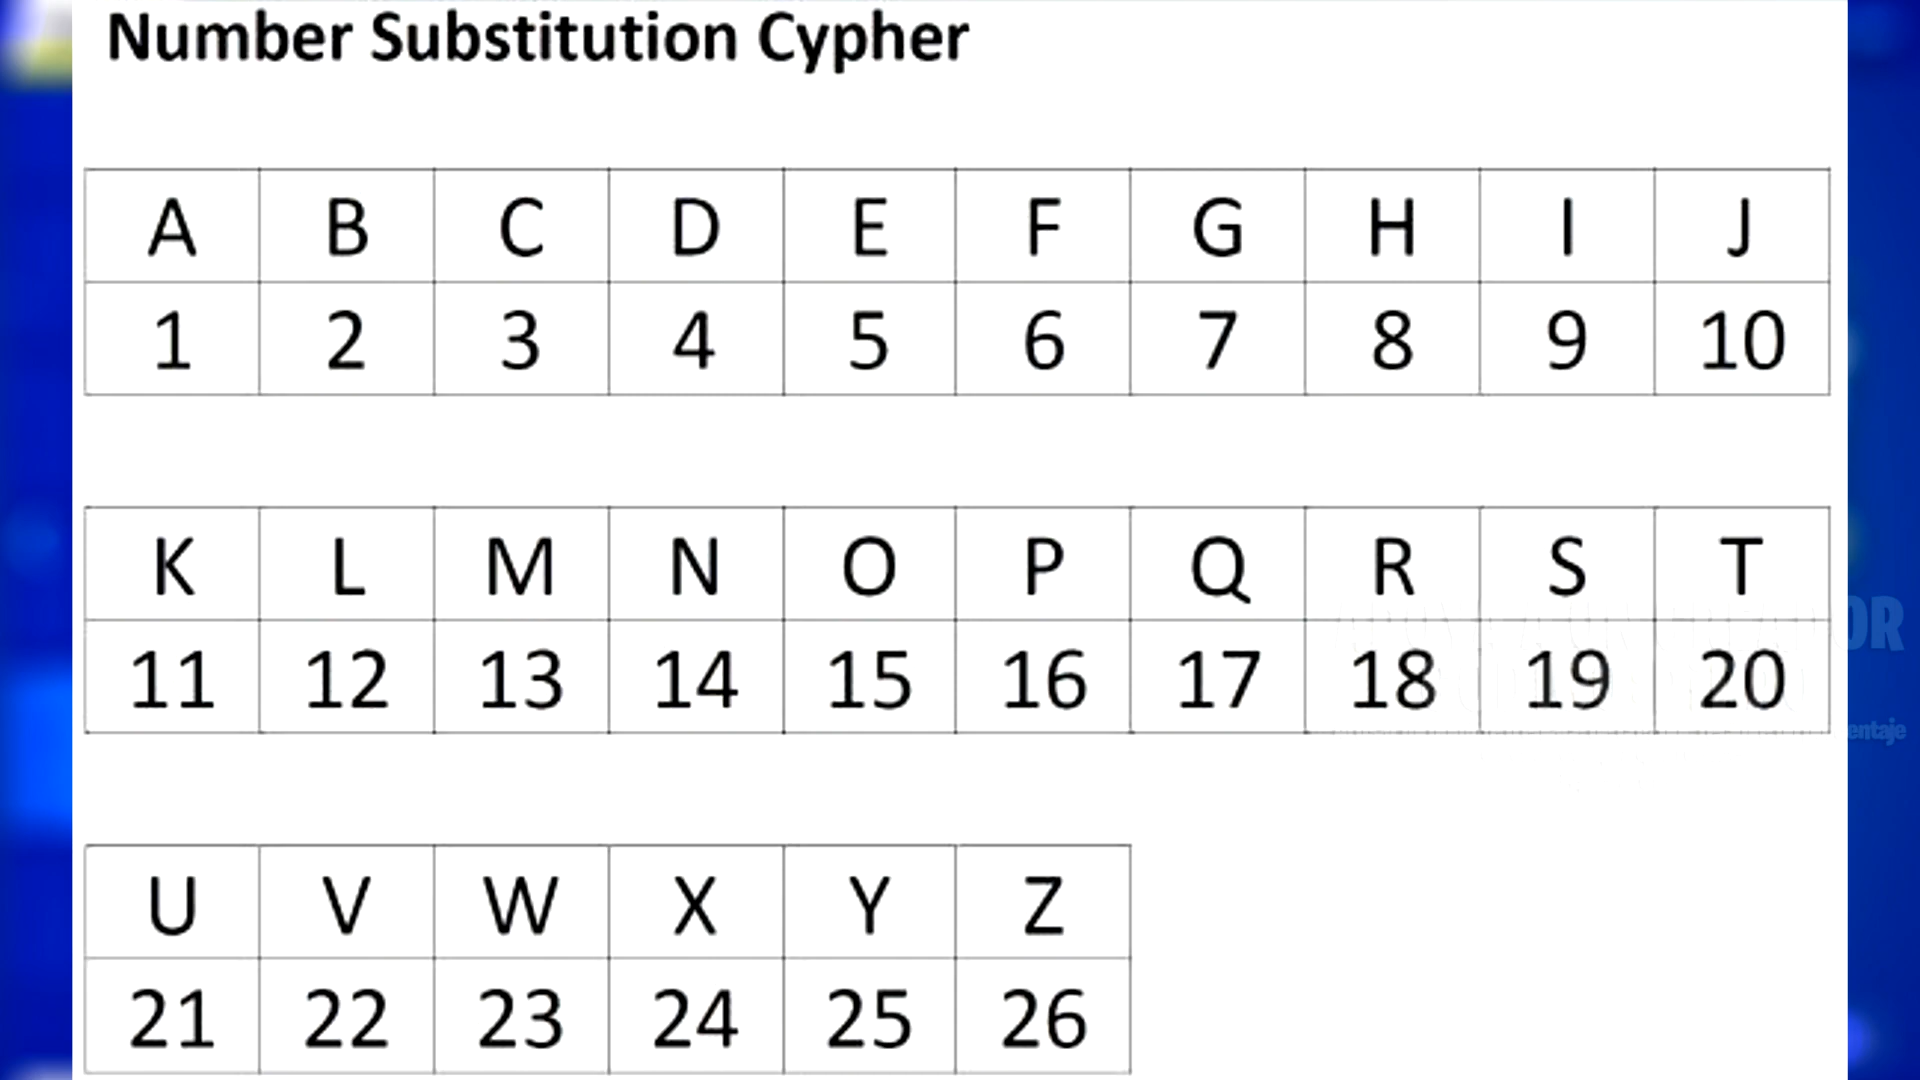 Number Substitution Cypher
A B C D E F G H I J
1 2 3 4 5 6 7 8 9 10
K L M N O P Q R S T
11 12 13 14 15 16 17 18 19 20
U V W X Y Z
21 22 23 24 25 26